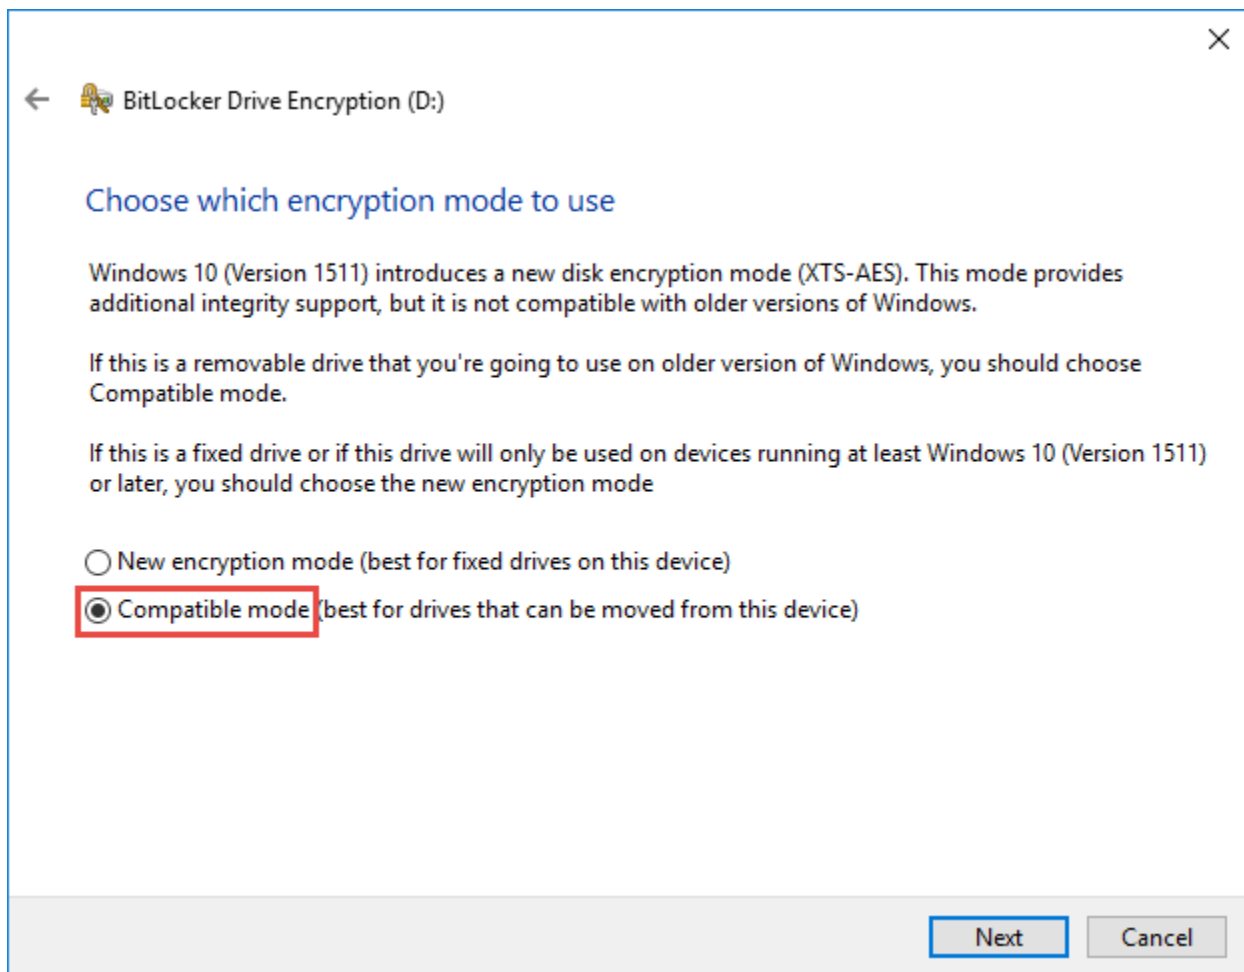 BitLocker Drive Encryption (D:)
Choose which encryption mode to use
Windows 10 (Version 1511) introduces a new disk encryption mode (XTS-AES). This mode provides
additional integrity support, but it is not compatible with older versions of Windows.
If this is a removable drive that you're going to use on older version of Windows, you should choose
Compatible mode.
If this is a fixed drive or if this drive will only be used on devices running at least Windows 10 (Version 1511)
or later, you should choose the new encryption mode
New encryption mode (best for fixed drives on this device)
Compatible mode (best for drives that can be moved from this device)
Next
Cancel